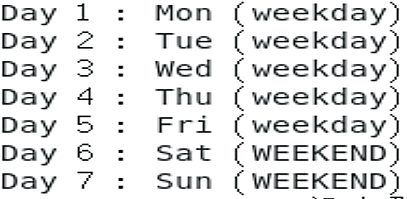 Day 1 : Mon (weekday)
Day 2 : Tue (weekday)
Day 3 : Wed (weekday)
Day 4 : Thu (weekday)
Day 5 : Fri (weekday)
Day 6 : Sat (WEEKEND)
Day 7 : Sun (WEEKEND)